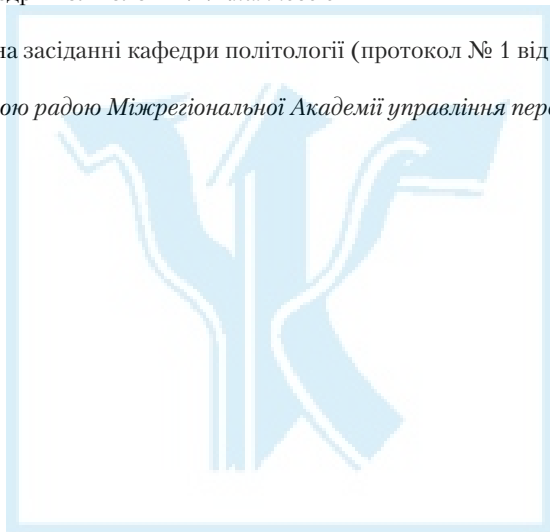 на засіданні кафедри політології (протокол № 1 від
ою радою Міжрегіональної Академії управління пер